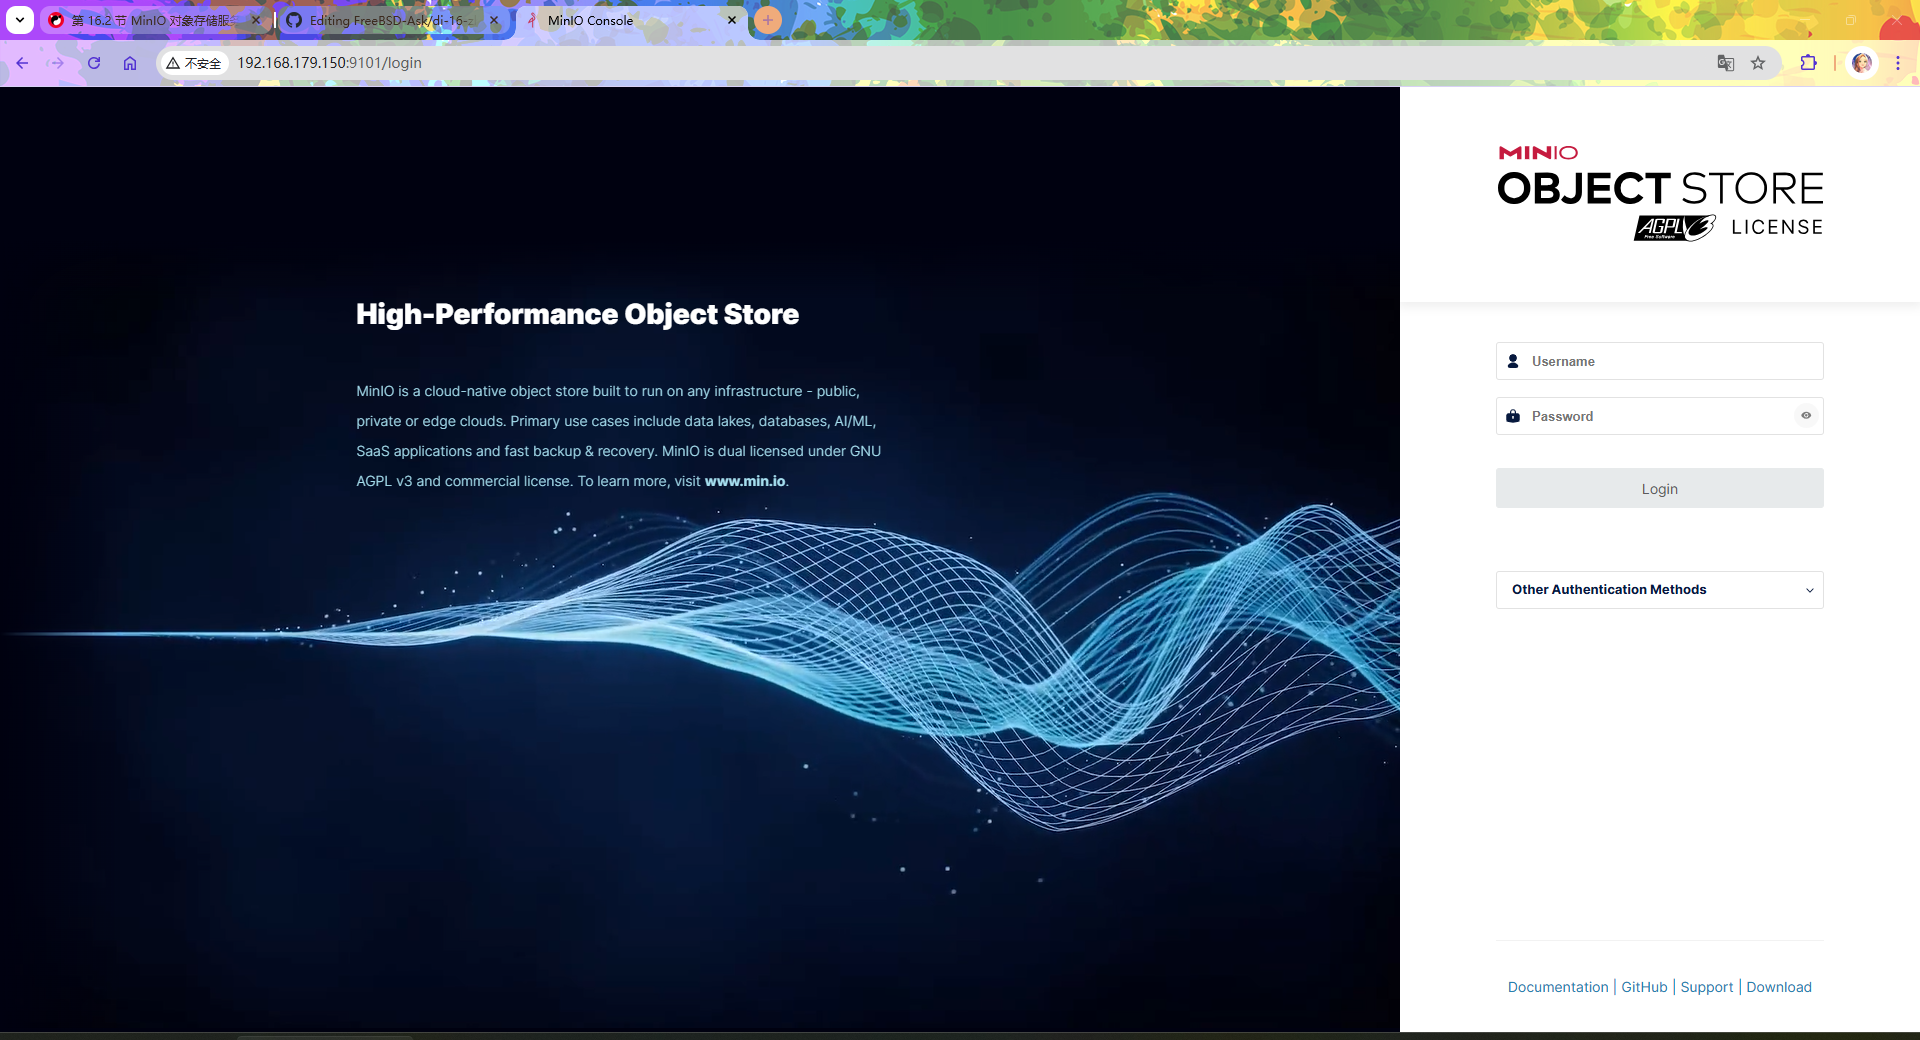 第 16.2 节 MinIO 对象存储服
Editing FreeBSD-Ask/di-16-z
MinIO Console
不安全
192.168.179.150:9101/login
MINIO
OBJECT STORE
AGPL v3
Free Software
LICENSE
High-Performance Object Store
MinIO is a cloud-native object store built to run on any infrastructure - public,
private or edge clouds. Primary use cases include data lakes, databases, AI/ML,
SaaS applications and fast backup & recovery. MinIO is dual licensed under GNU
AGPL v3 and commercial license. To learn more, visit www.min.io.
Username
Password
Login
Other Authentication Methods
Documentation | GitHub | Support | Download